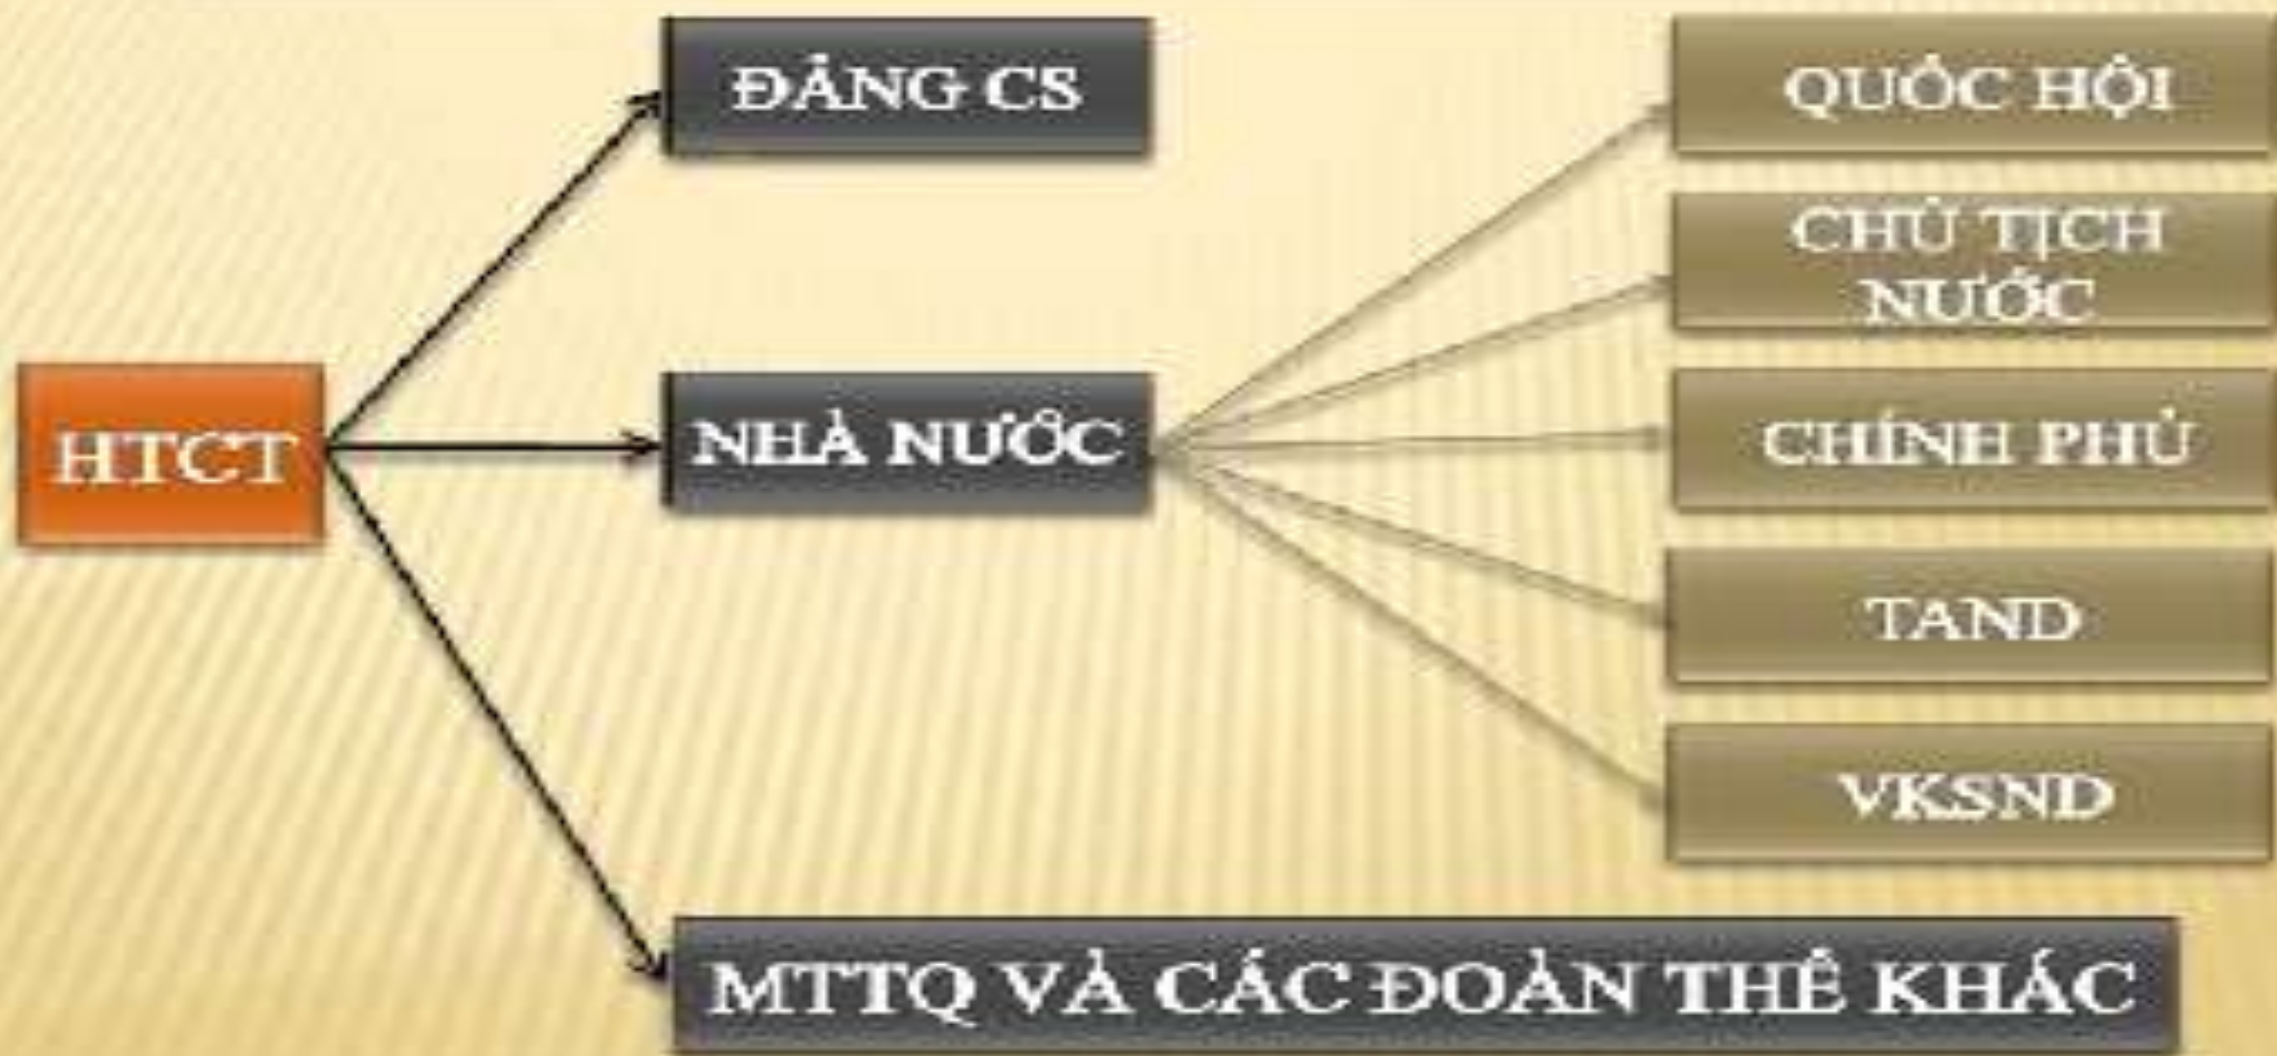 HTCT
ĐẢNG CS
NHÀ NƯỚC
QUỐC HỘI
CHỦ TỊCH
NƯỚC
CHÍNH PHỦ
TAND
VKSND
MTTQ VÀ CÁC ĐOÀN THỂ KHÁC